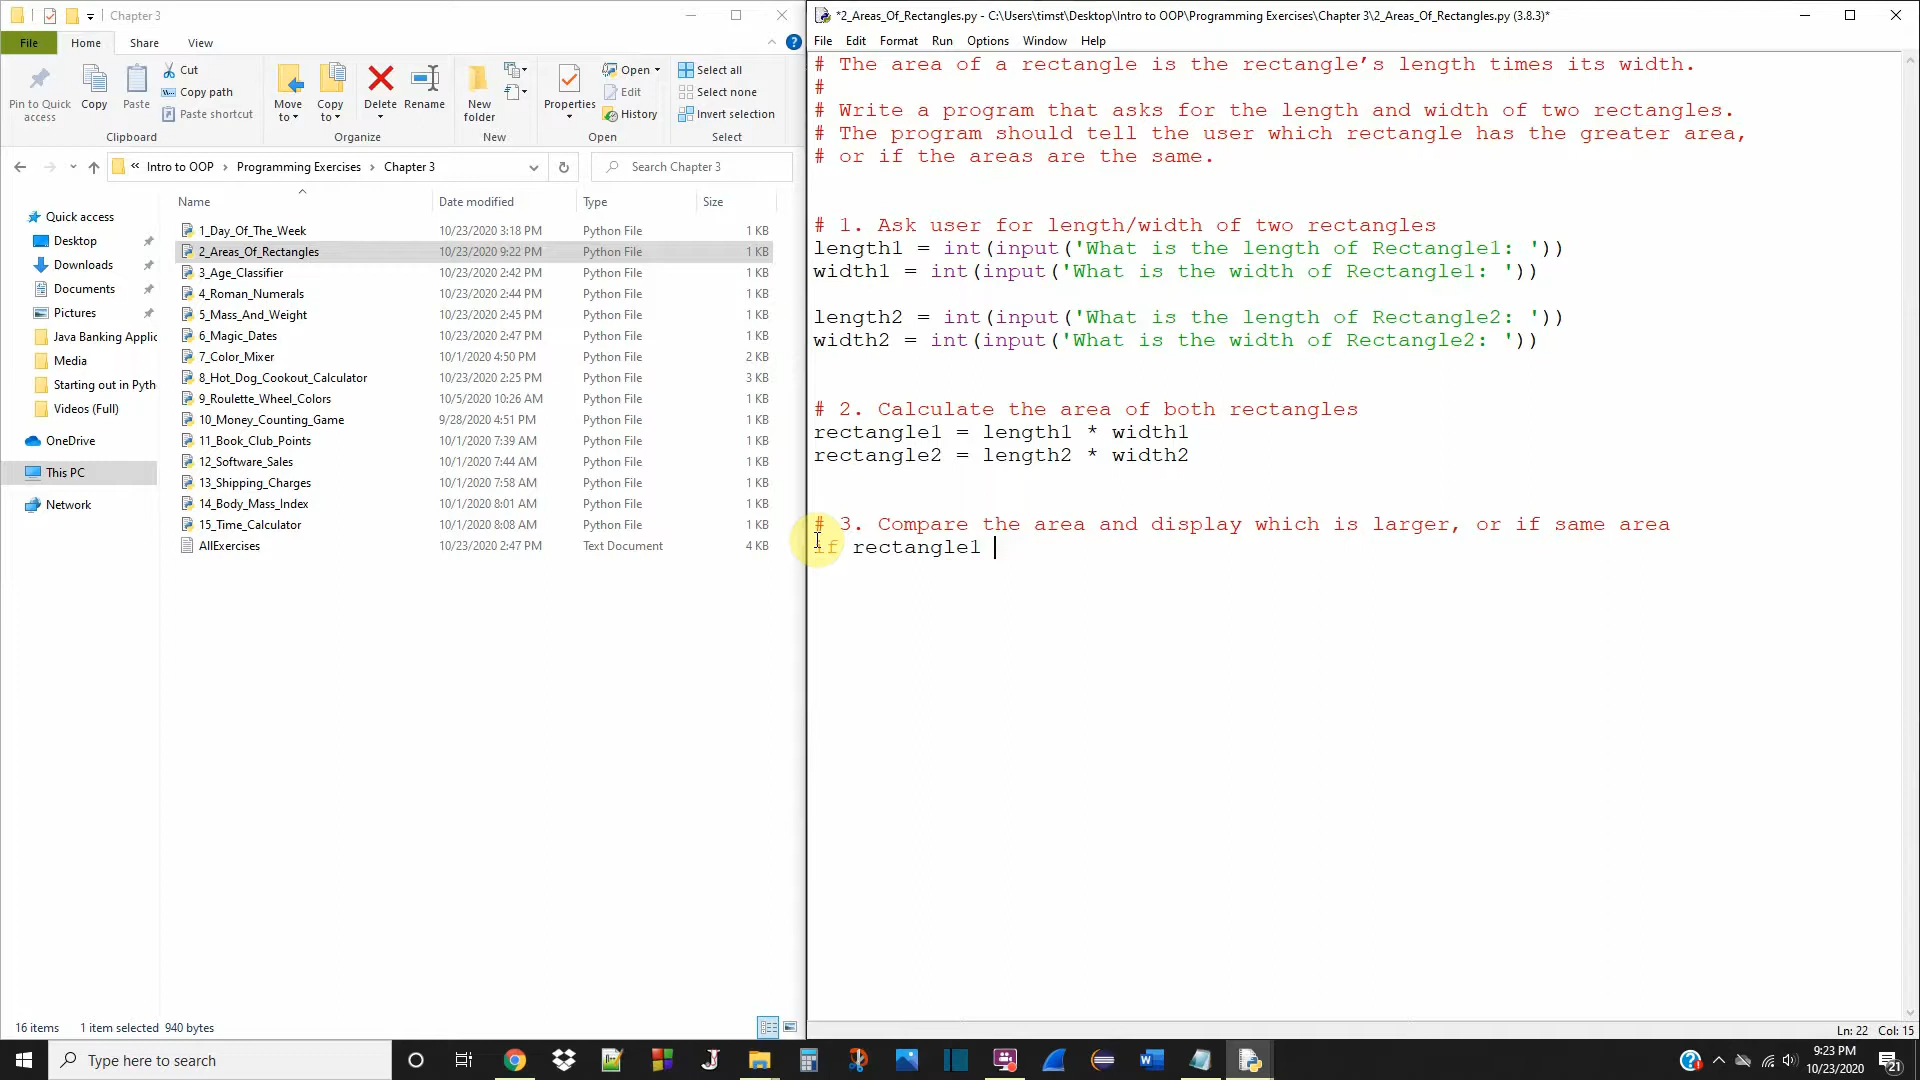 Chapter 3
File Home Share View
Pin to Quick access
Copy
Paste
Cut
Copy path
Paste shortcut
Clipboard
Move to
Copy to
Delete
Rename
Organize
New folder
New
Properties
Open
Edit
History
Open
Select all
Select none
Invert selection
Select
« Intro to OOP › Programming Exercises › Chapter 3
Search Chapter 3
Name Date modified Type Size
Quick access
Desktop
Downloads
Documents
Pictures
Java Banking Applic
Media
Starting out in Pyth
Videos (Full)
OneDrive
This PC
Network
1_Day_Of_The_Week 10/23/2020 3:18 PM Python File 1 KB
2_Areas_Of_Rectangles 10/23/2020 9:22 PM Python File 1 KB
3_Age_Classifier 10/23/2020 2:42 PM Python File 1 KB
4_Roman_Numerals 10/23/2020 2:44 PM Python File 1 KB
5_Mass_And_Weight 10/23/2020 2:45 PM Python File 1 KB
6_Magic_Dates 10/23/2020 2:47 PM Python File 1 KB
7_Color_Mixer 10/1/2020 4:50 PM Python File 2 KB
8_Hot_Dog_Cookout_Calculator 10/23/2020 2:25 PM Python File 3 KB
9_Roulette_Wheel_Colors 10/5/2020 10:26 AM Python File 1 KB
10_Money_Counting_Game 9/28/2020 4:51 PM Python File 1 KB
11_Book_Club_Points 10/1/2020 7:39 AM Python File 1 KB
12_Software_Sales 10/1/2020 7:44 AM Python File 1 KB
13_Shipping_Charges 10/1/2020 7:58 AM Python File 1 KB
14_Body_Mass_Index 10/1/2020 8:01 AM Python File 1 KB
15_Time_Calculator 10/1/2020 8:08 AM Python File 1 KB
AllExercises 10/23/2020 2:47 PM Text Document 4 KB
16 items 1 item selected 940 bytes
*2_Areas_Of_Rectangles.py - C:\Users\timst\Desktop\Intro to OOP\Programming Exercises\Chapter 3\2_Areas_Of_Rectangles.py (3.8.3)*
File Edit Format Run Options Window Help
# The area of a rectangle is the rectangle’s length times its width.
#
# Write a program that asks for the length and width of two rectangles.
# The program should tell the user which rectangle has the greater area,
# or if the areas are the same.
# 1. Ask user for length/width of two rectangles
length1 = int(input('What is the length of Rectangle1: '))
width1 = int(input('What is the width of Rectangle1: '))
length2 = int(input('What is the length of Rectangle2: '))
width2 = int(input('What is the width of Rectangle2: '))
# 2. Calculate the area of both rectangles
rectangle1 = length1 * width1
rectangle2 = length2 * width2
# 3. Compare the area and display which is larger, or if same area
if rectangle1
Ln: 22 Col: 15
Type here to search
9:23 PM
10/23/2020
21